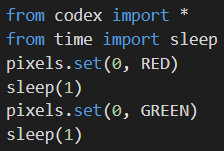 from codex import *
from time import sleep
pixels.set(0, RED)
sleep(1)
pixels.set(0, GREEN)
sleep(1)